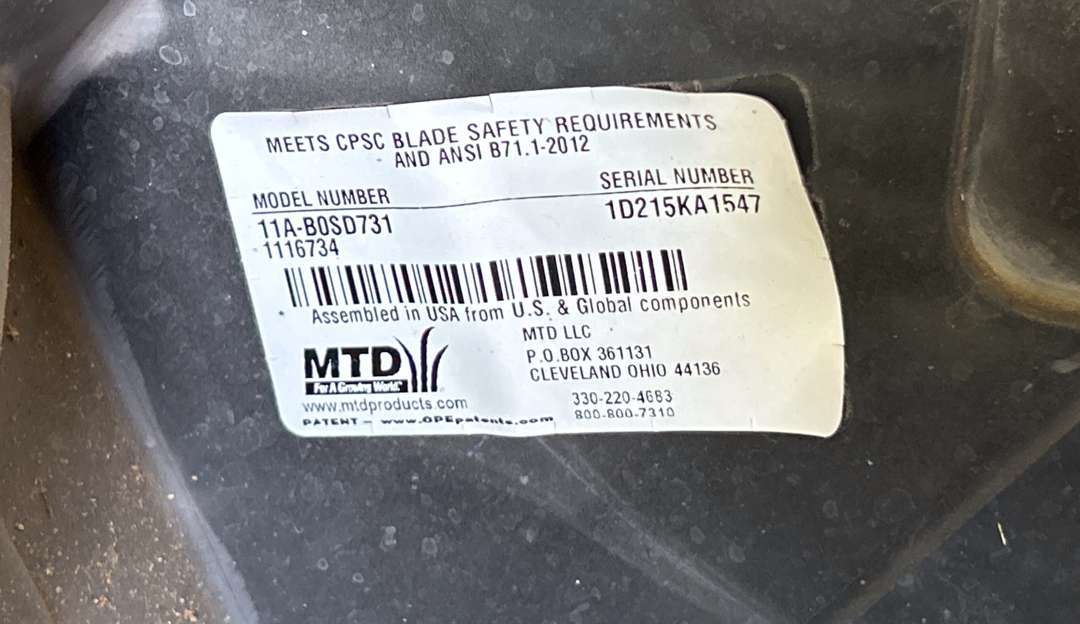 MEETS CPSC BLADE SAFETY REQUIREMENTS
AND ANSI B71.1-2012
MODEL NUMBER
SERIAL NUMBER
11A-B0SD731
1D215KA1547
1116734
Assembled in USA from U.S. & Global components
MTD
For A Growing World.
www.mtdproducts.com
PATENT - www.OPEpatents.com
MTD LLC
P.O.BOX 361131
CLEVELAND OHIO 44136
330-220-4683
800-800-7310